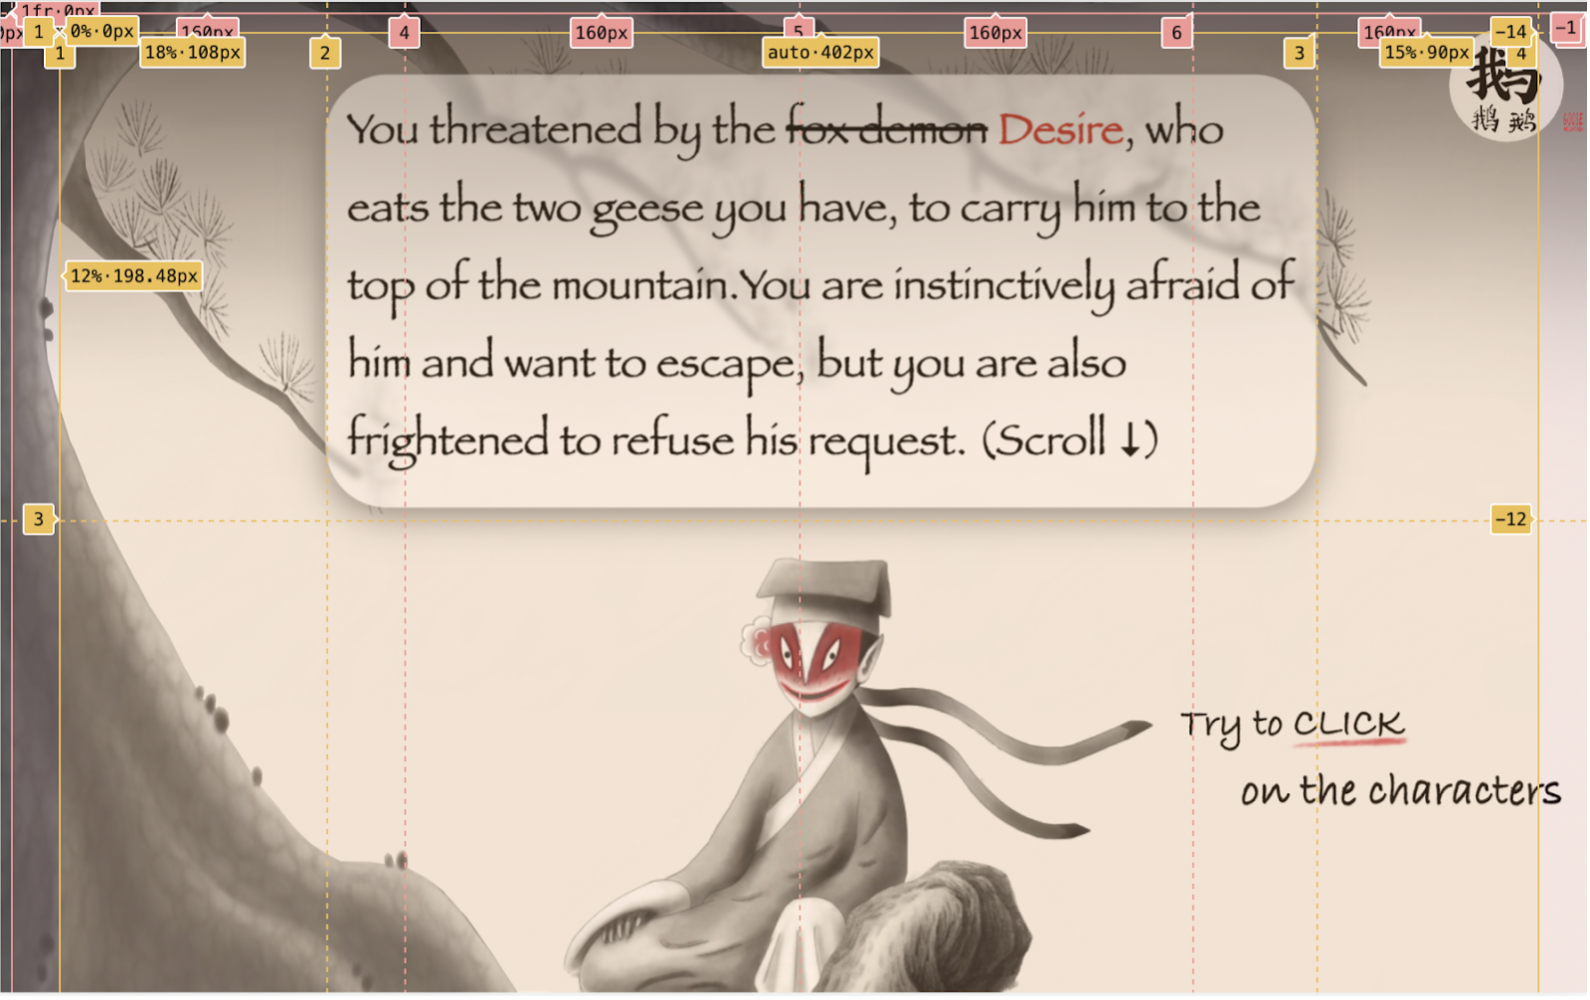 1fr·0px
1
0%·0px
160px
4
160px
5
160px
6
160px
-14
-1
1
18%·108px
2
auto·402px
3
15%·90px
4
我与
鹅 鹅
You threatened by the fox demon Desire, who
eats the two geese you have, to carry him to the
top of the mountain.You are instinctively afraid of
him and want to escape, but you are also
frightened to refuse his request. (Scroll ↓)
12%·198.48px
3
-12
Try to CLICK
on the characters